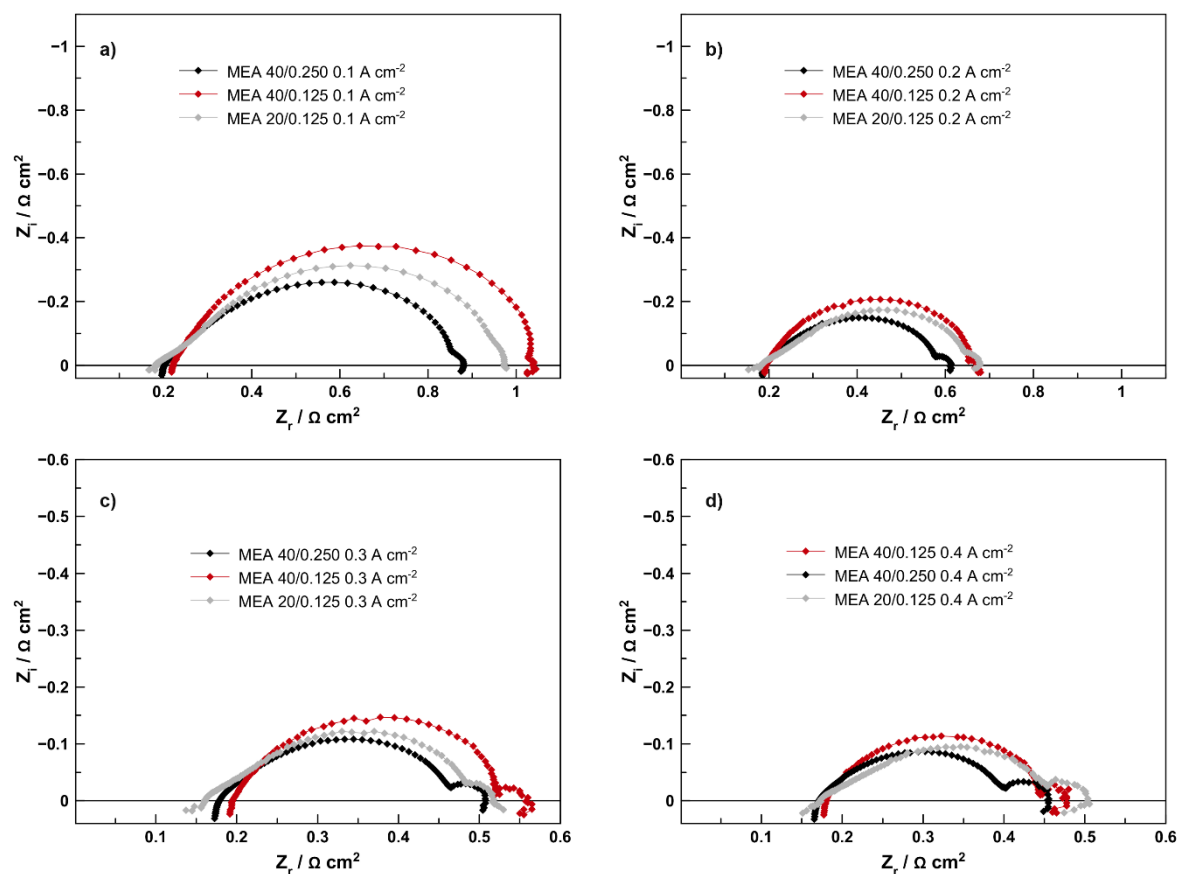 a)
MEA 40/0.250 0.1 A cm-2
MEA 40/0.125 0.1 A cm-2
MEA 20/0.125 0.1 A cm-2
−1
−0.8
−0.6
−0.4
−0.2
0
Zi / Ω cm2
0.2 0.4 0.6 0.8 1
Zr / Ω cm2
b)
MEA 40/0.250 0.2 A cm-2
MEA 40/0.125 0.2 A cm-2
MEA 20/0.125 0.2 A cm-2
−1
−0.8
−0.6
−0.4
−0.2
0
Zi / Ω cm2
0.2 0.4 0.6 0.8 1
Zr / Ω cm2
c)
MEA 40/0.250 0.3 A cm-2
MEA 40/0.125 0.3 A cm-2
MEA 20/0.125 0.3 A cm-2
−0.6
−0.5
−0.4
−0.3
−0.2
−0.1
0
Zi / Ω cm2
0.1 0.2 0.3 0.4 0.5 0.6
Zr / Ω cm2
d)
MEA 40/0.125 0.4 A cm-2
MEA 40/0.250 0.4 A cm-2
MEA 20/0.125 0.4 A cm-2
−0.6
−0.5
−0.4
−0.3
−0.2
−0.1
0
Zi / Ω cm2
0.1 0.2 0.3 0.4 0.5 0.6
Zr / Ω cm2